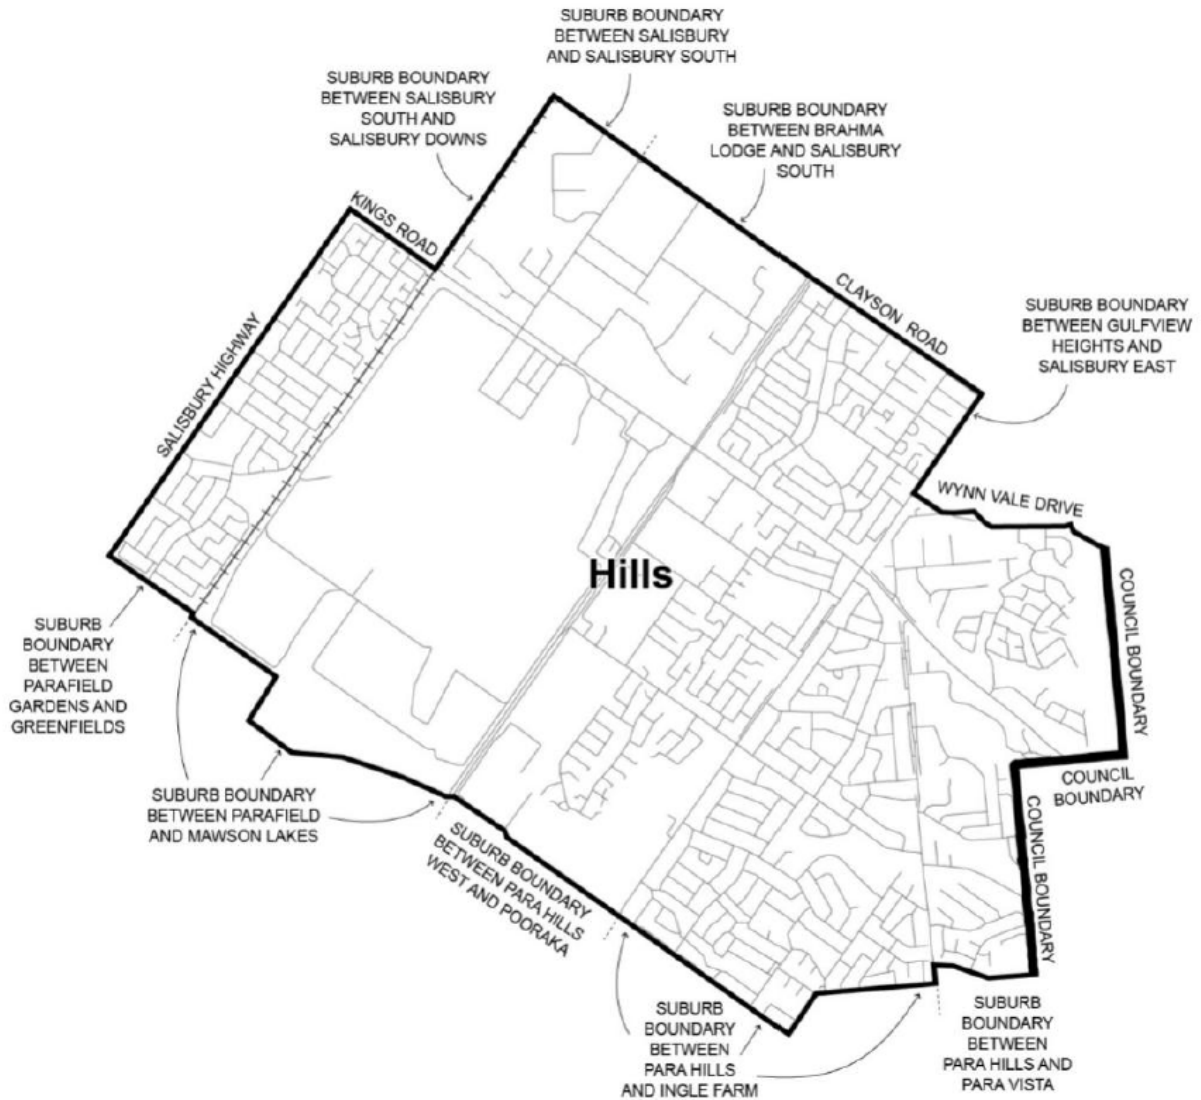 SUBURB BOUNDARY
BETWEEN SALISBURY
AND SALISBURY SOUTH
SUBURB BOUNDARY
BETWEEN SALISBURY
SOUTH AND
SALISBURY DOWNS
SUBURB BOUNDARY
BETWEEN BRAHMA
LODGE AND SALISBURY
SOUTH
KINGS ROAD
CLAYSON ROAD
SUBURB BOUNDARY
BETWEEN GULFVIEW
HEIGHTS AND
SALISBURY EAST
SALISBURY HIGHWAY
WYNN VALE DRIVE
Hills
COUNCIL BOUNDARY
SUBURB
BOUNDARY
BETWEEN
PARAFIELD
GARDENS AND
GREENFIELDS
COUNCIL
BOUNDARY
SUBURB BOUNDARY
BETWEEN PARAFIELD
AND MAWSON LAKES
SUBURB BOUNDARY
BETWEEN PARA HILLS
WEST AND POORAKA
COUNCIL BOUNDARY
SUBURB
BOUNDARY
BETWEEN
PARA HILLS
AND INGLE FARM
SUBURB
BOUNDARY
BETWEEN
PARA HILLS AND
PARA VISTA